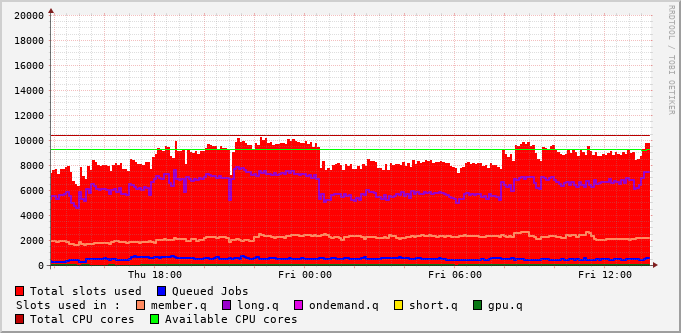 RRDTOOL / TOBI OETIKER
20000
18000
16000
14000
12000
10000
8000
6000
4000
2000
0
Thu 18:00 Fri 00:00 Fri 06:00 Fri 12:00
Total slots used Queued Jobs
Slots used in : member.q long.q ondemand.q short.q gpu.q
Total CPU cores Available CPU cores